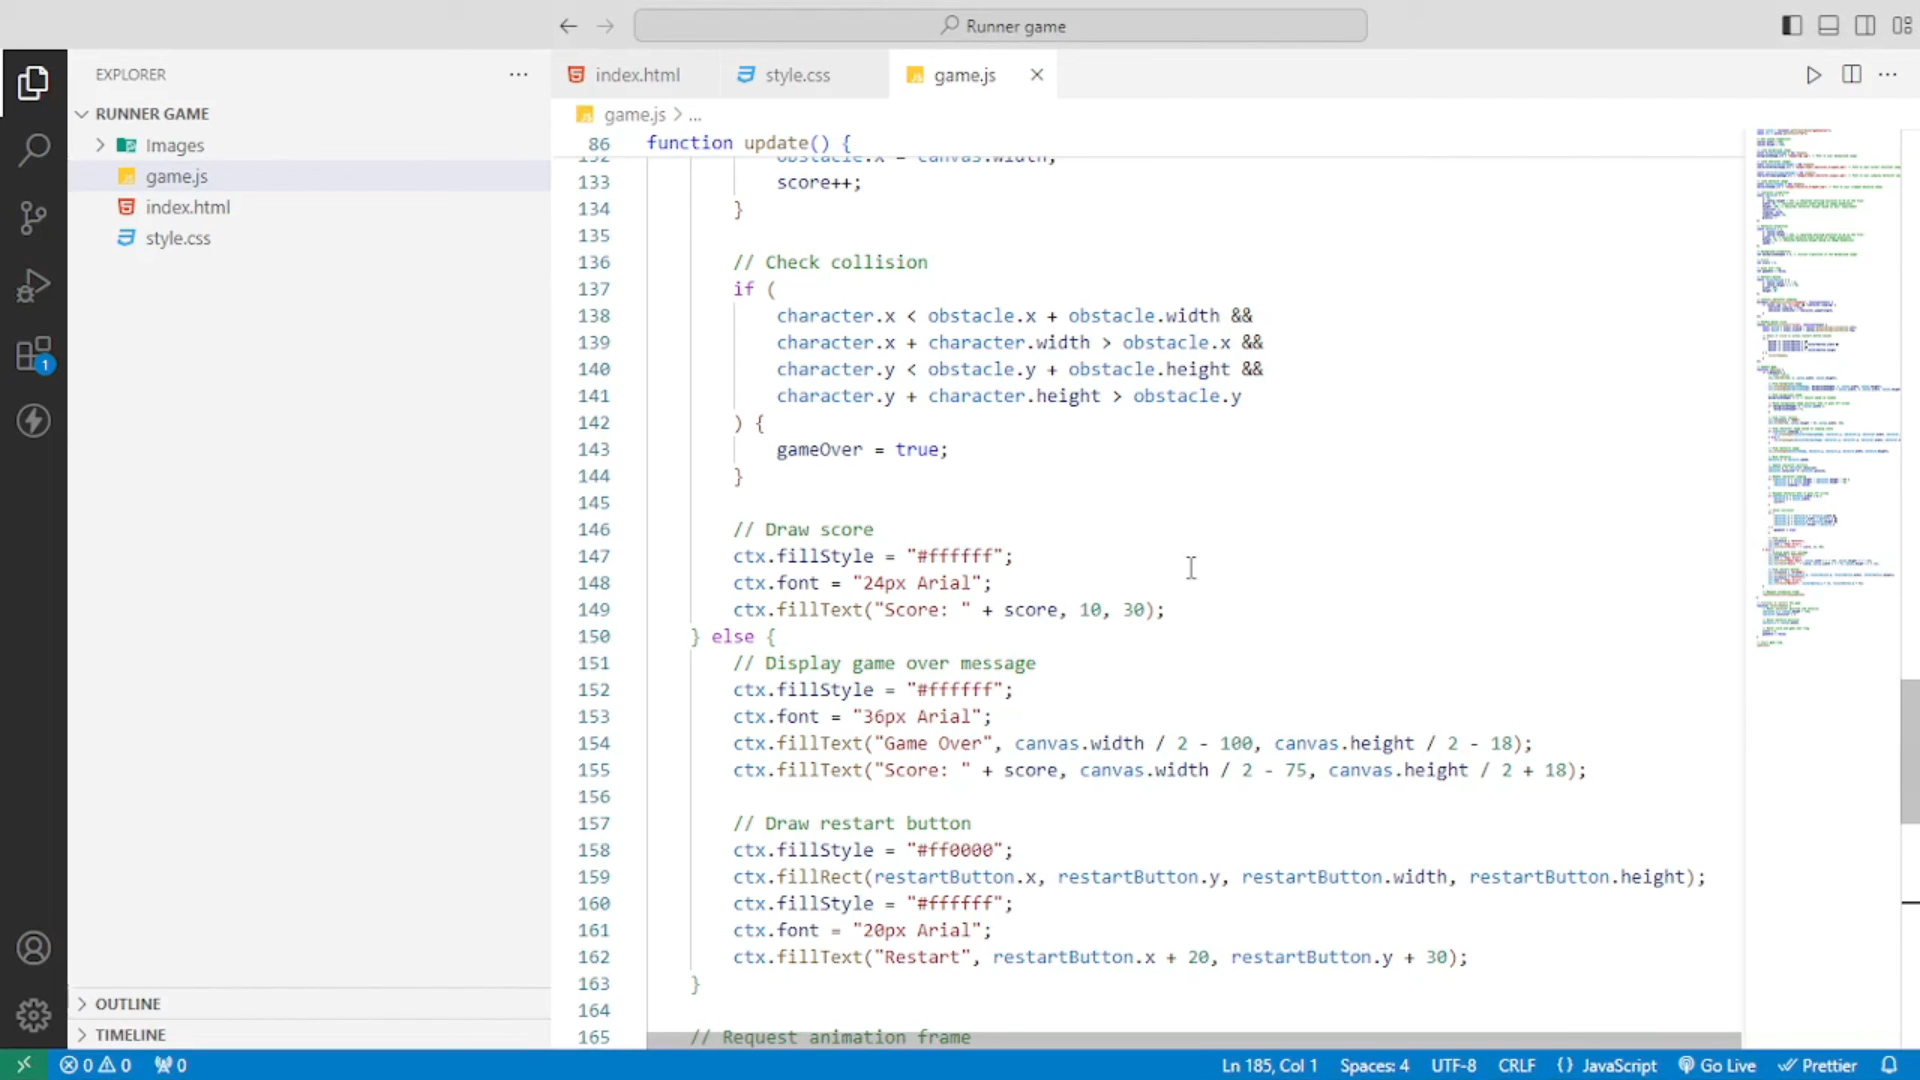 Runner game
EXPLORER
RUNNER GAME
Images
game.js
index.html
style.css
OUTLINE
TIMELINE
1
index.html
style.css
game.js
game.js > ...
86 function update() {
132 obstacle.x = canvas.width;
133 score++;
134 }
135
136 // Check collision
137 if (
138 character.x < obstacle.x + obstacle.width &&
139 character.x + character.width > obstacle.x &&
140 character.y < obstacle.y + obstacle.height &&
141 character.y + character.height > obstacle.y
142 ) {
143 gameOver = true;
144 }
145
146 // Draw score
147 ctx.fillStyle = "#ffffff";
148 ctx.font = "24px Arial";
149 ctx.fillText("Score: " + score, 10, 30);
150 } else {
151 // Display game over message
152 ctx.fillStyle = "#ffffff";
153 ctx.font = "36px Arial";
154 ctx.fillText("Game Over", canvas.width / 2 - 100, canvas.height / 2 - 18);
155 ctx.fillText("Score: " + score, canvas.width / 2 - 75, canvas.height / 2 + 18);
156
157 // Draw restart button
158 ctx.fillStyle = "#ff0000";
159 ctx.fillRect(restartButton.x, restartButton.y, restartButton.width, restartButton.height);
160 ctx.fillStyle = "#ffffff";
161 ctx.font = "20px Arial";
162 ctx.fillText("Restart", restartButton.x + 20, restartButton.y + 30);
163 }
164
165 // Request animation frame
0 0 0 Ln 185, Col 1 Spaces: 4 UTF-8 CRLF {} JavaScript Go Live Prettier